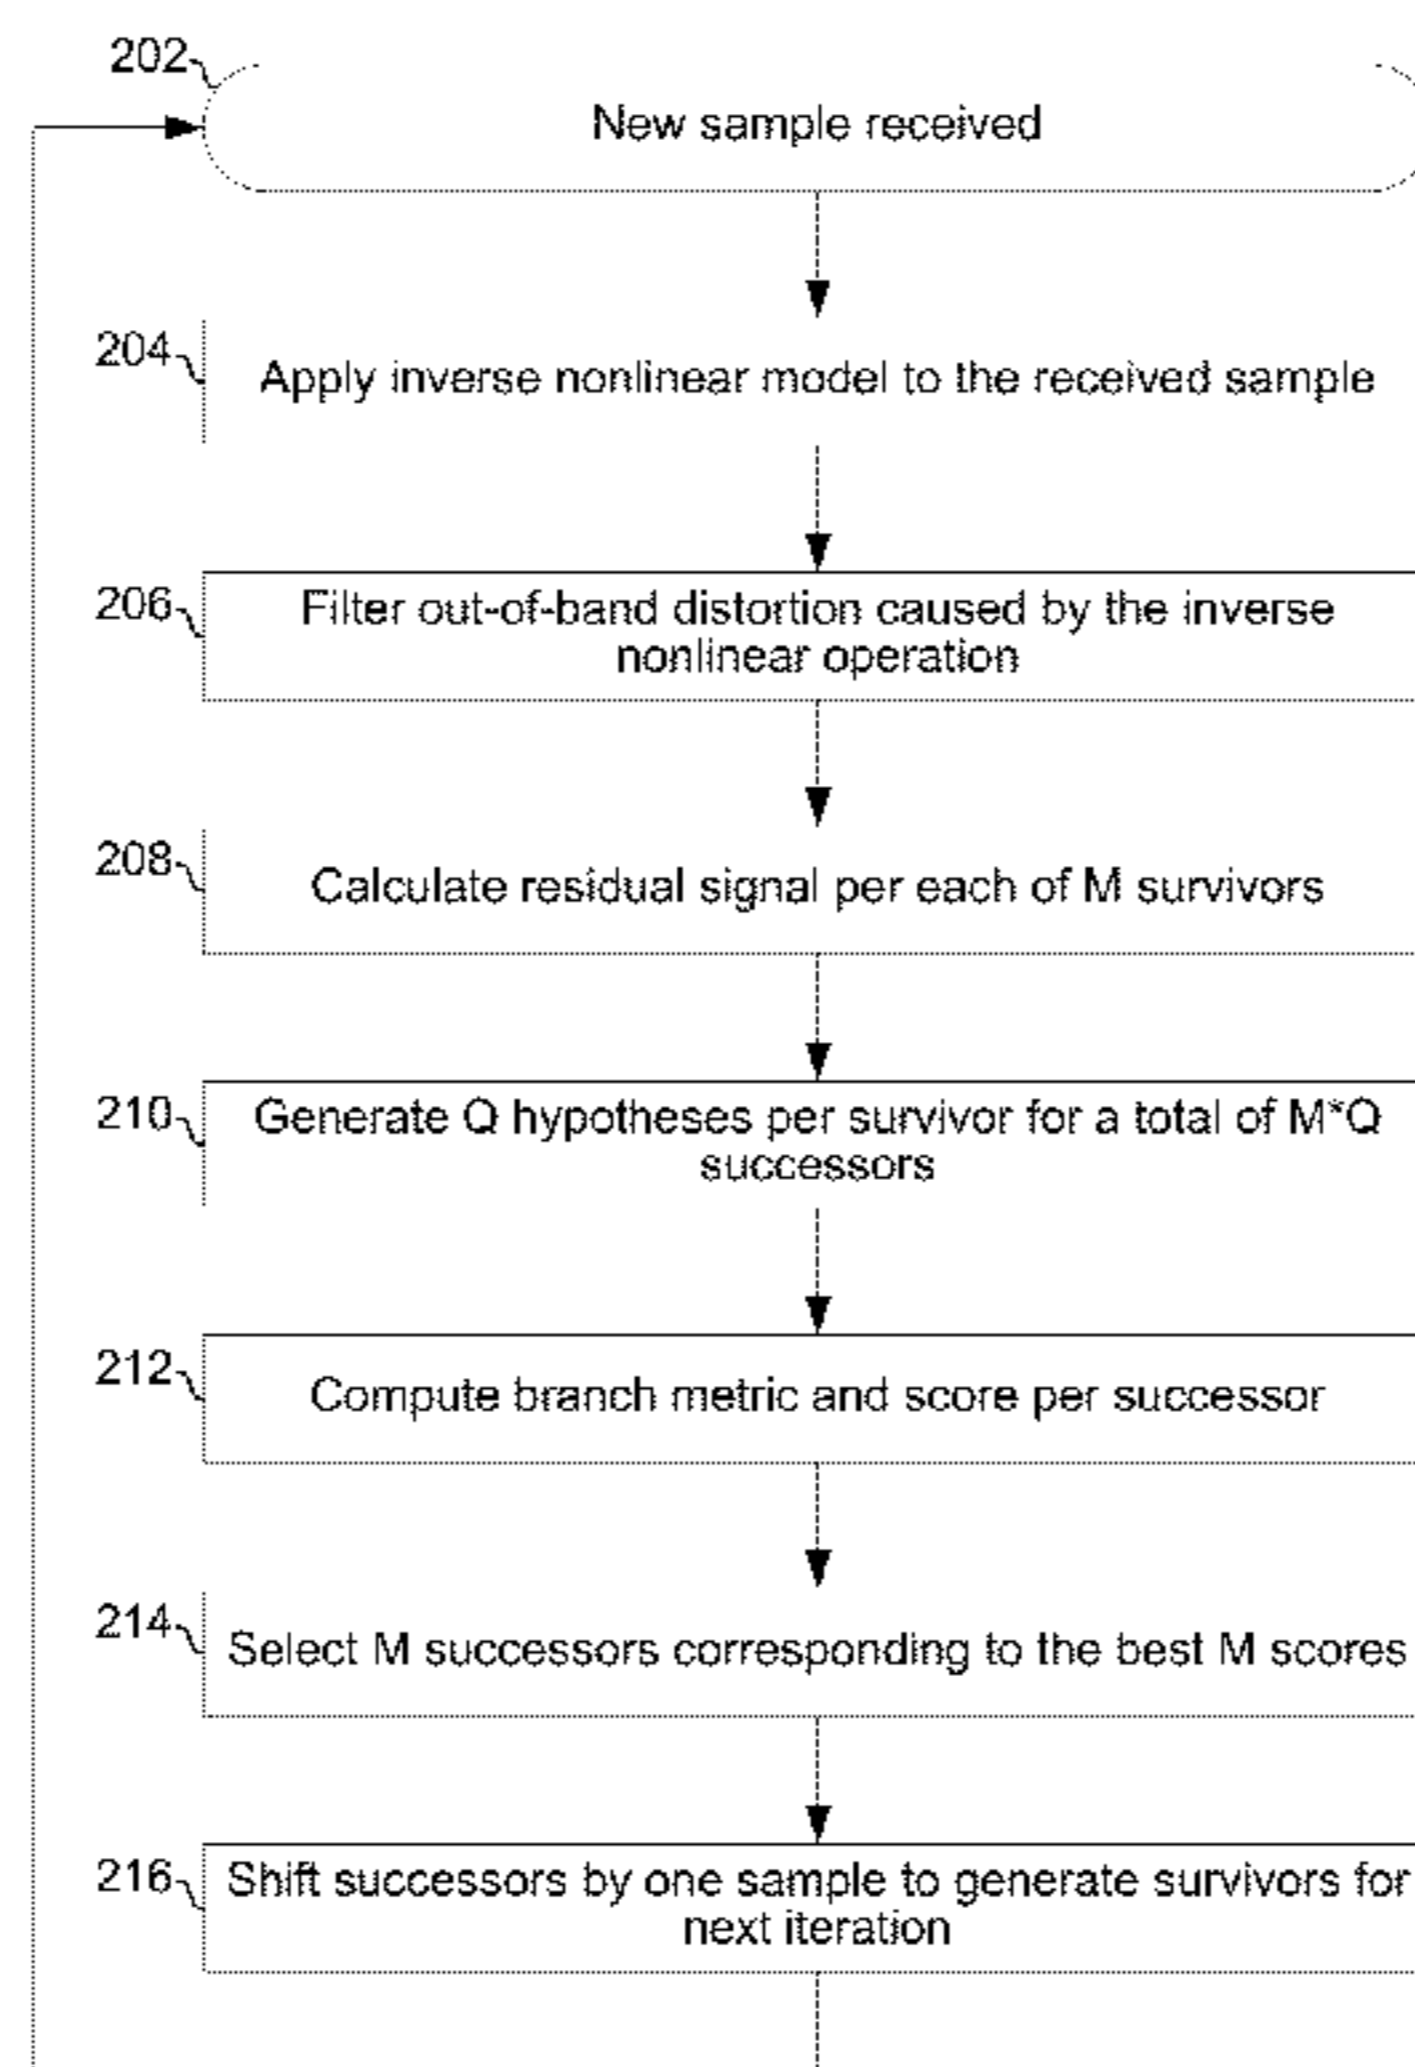 202
New sample received
204
Apply inverse nonlinear model to the received sample
206
Filter out-of-band distortion caused by the inverse
nonlinear operation
208
Calculate residual signal per each of M survivors
210
Generate Q hypotheses per survivor for a total of M*Q
successors
212
Compute branch metric and score per successor
214
Select M successors corresponding to the best M scores
216
Shift successors by one sample to generate survivors for
next iteration